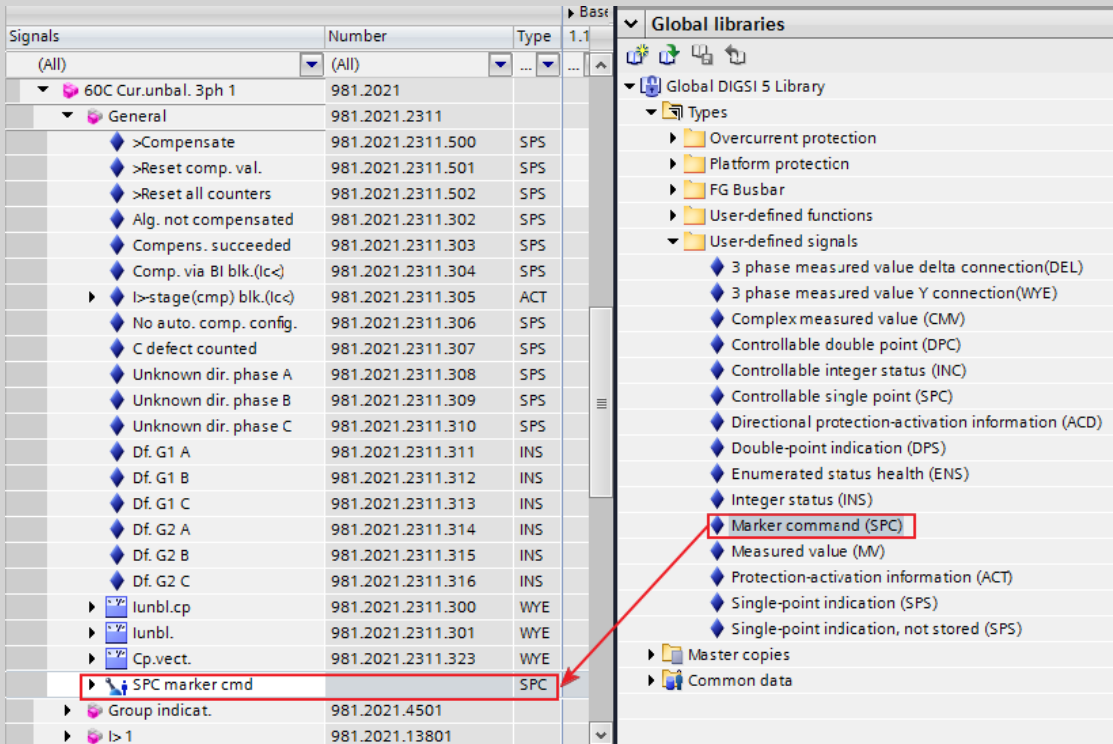 Base
Signals Number Type 1.1
(All) (All) ... ...
60C Cur.unbal. 3ph 1 981.2021
General 981.2021.2311
>Compensate 981.2021.2311.500 SPS
>Reset comp. val. 981.2021.2311.501 SPS
>Reset all counters 981.2021.2311.502 SPS
Alg. not compensated 981.2021.2311.302 SPS
Compens. succeeded 981.2021.2311.303 SPS
Comp. via BI blk.(Ic<) 981.2021.2311.304 SPS
I>-stage(cmp) blk.(Ic<) 981.2021.2311.305 ACT
No auto. comp. config. 981.2021.2311.306 SPS
C defect counted 981.2021.2311.307 SPS
Unknown dir. phase A 981.2021.2311.308 SPS
Unknown dir. phase B 981.2021.2311.309 SPS
Unknown dir. phase C 981.2021.2311.310 SPS
Df. G1 A 981.2021.2311.311 INS
Df. G1 B 981.2021.2311.312 INS
Df. G1 C 981.2021.2311.313 INS
Df. G2 A 981.2021.2311.314 INS
Df. G2 B 981.2021.2311.315 INS
Df. G2 C 981.2021.2311.316 INS
Iunbl.cp 981.2021.2311.300 WYE
Iunbl. 981.2021.2311.301 WYE
Cp.vect. 981.2021.2311.323 WYE
SPC marker cmd SPC
Group indicat. 981.2021.4501
I> 1 981.2021.13801
Global libraries
Global DIGSI 5 Library
Types
Overcurrent protection
Platform protection
FG Busbar
User-defined functions
User-defined signals
3 phase measured value delta connection(DEL)
3 phase measured value Y connection(WYE)
Complex measured value (CMV)
Controllable double point (DPC)
Controllable integer status (INC)
Controllable single point (SPC)
Directional protection-activation information (ACD)
Double-point indication (DPS)
Enumerated status health (ENS)
Integer status (INS)
Marker command (SPC)
Measured value (MV)
Protection-activation information (ACT)
Single-point indication (SPS)
Single-point indication, not stored (SPS)
Master copies
Common data